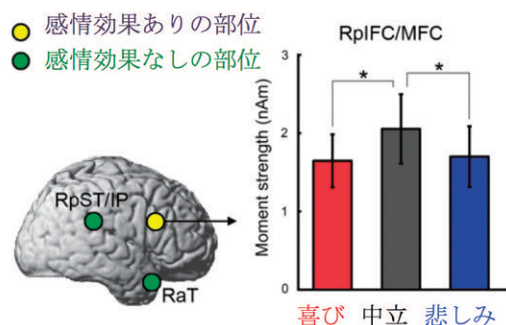 感情効果ありの部位
感情効果なしの部位
RpST/IP
RaT
RpIFC/MFC
Moment strength (nAm)
3
2
1
0
* *
喜び 中立 悲しみ